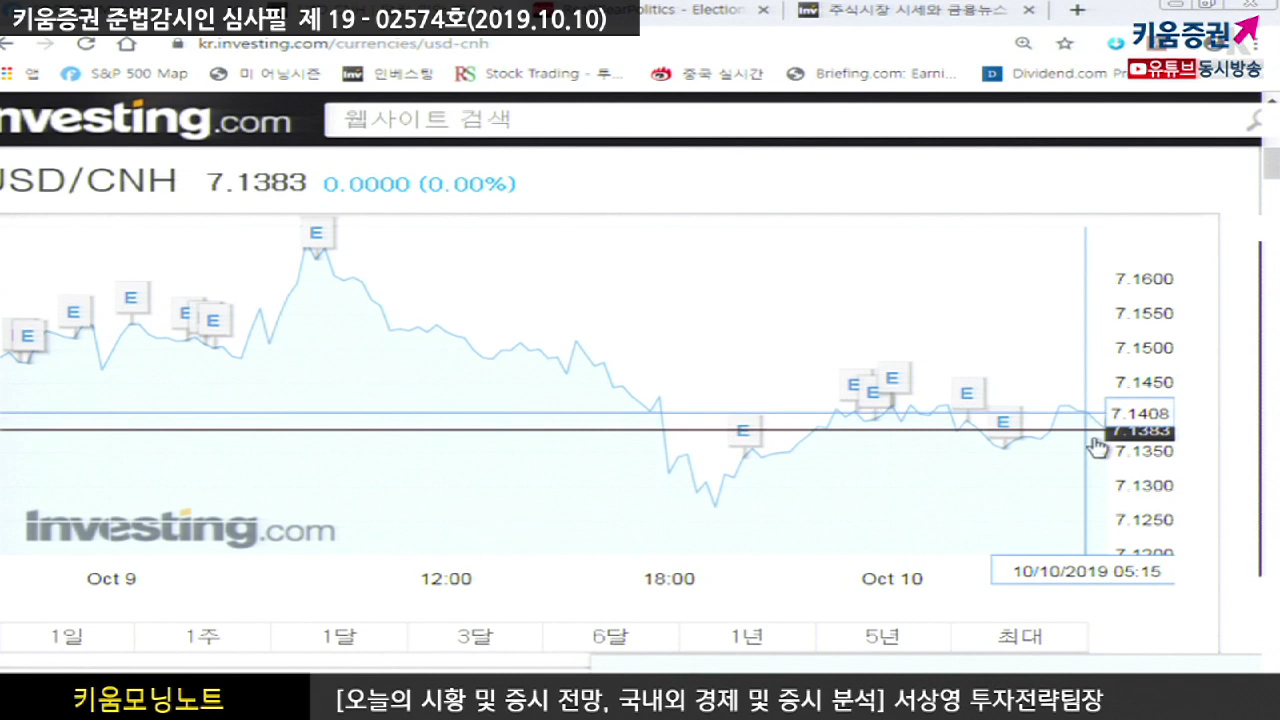 키움증권 준법감시인 심사필 제 19 - 02574호(2019.10.10)
Politics - Election
주식시장 시세와 금융뉴스
키움증권
kr.investing.com/currencies/usd-cnh
유튜브 동시방송
앱 S&P 500 Map 미 어닝시즌 Inv 인베스팅 RS Stock Trading - 투... 중국 실시간 Briefing.com: Earni... D Dividend.com
nvesting.com 웹사이트 검색
USD/CNH 7.1383 0.0000 (0.00%)
E
E
E
E
E
E
E
E
E
E
E
E
7.1600
7.1550
7.1500
7.1450
7.1408
7.1383
7.1350
7.1300
7.1250
7.1200
Investing.com
Oct 9 12:00 18:00 Oct 10 10/10/2019 05:15
1일 1주 1달 3달 6달 1년 5년 최대
키움모닝노트 [오늘의 시황 및 증시 전망, 국내외 경제 및 증시 분석] 서상영 투자전략팀장